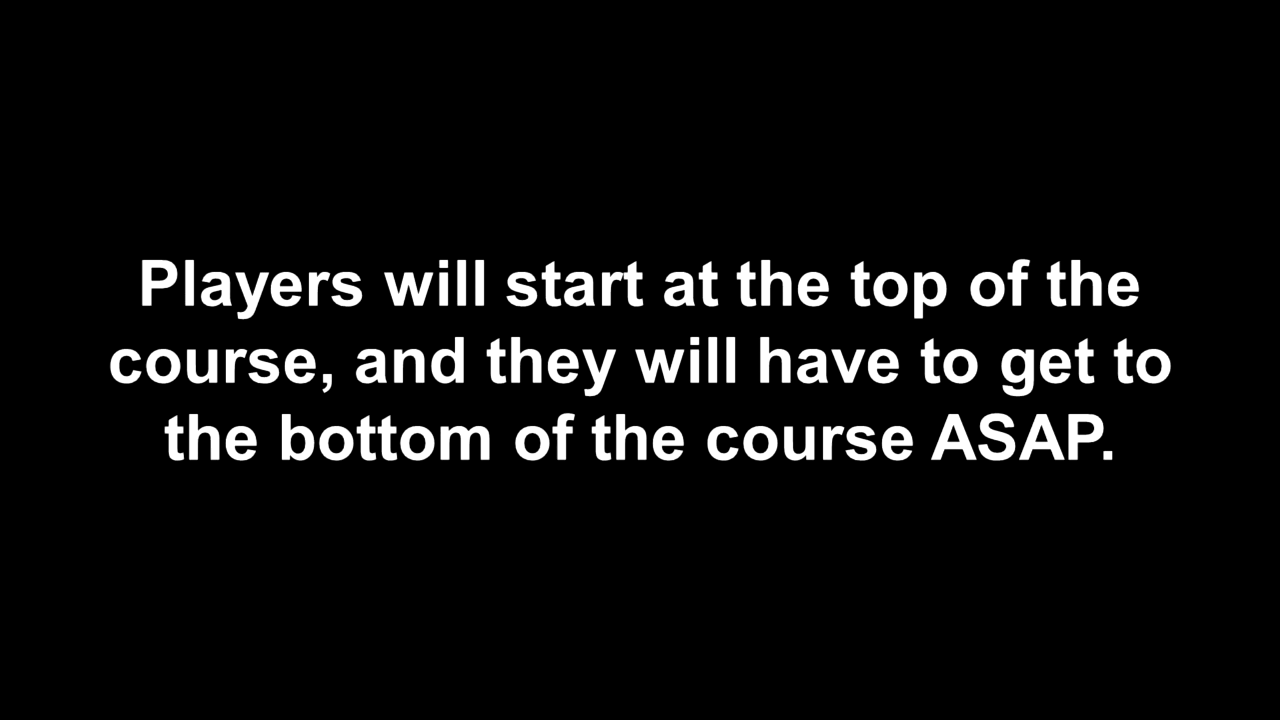 Players will start at the top of the
course, and they will have to get to
the bottom of the course ASAP.